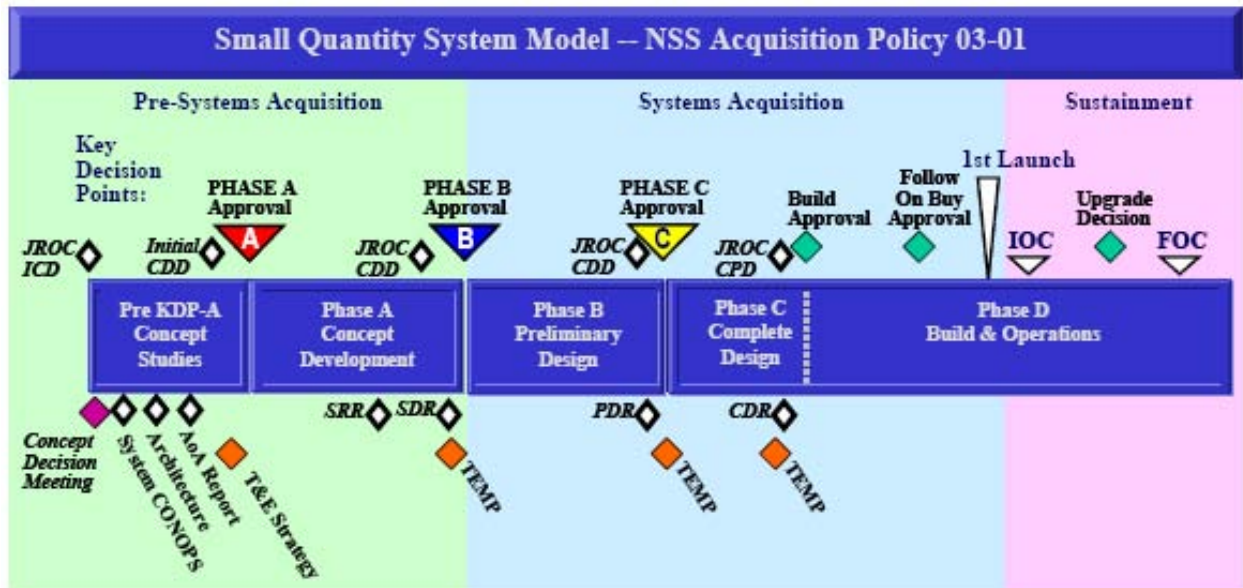 Small Quantity System Model -- NSS Acquisition Policy 03-01
Pre-Systems Acquisition
Systems Acquisition
Sustainment
Key
Decision
Points:
PHASE A
Approval
PHASE B
Approval
PHASE C
Approval
Build
Approval
Follow
On Buy
Approval
1st Launch
Upgrade
Decision
JROC
ICD
Initial
CDD
A
JROC
CDD
B
JROC
CDD
C
JROC
CPD
IOC
FOC
Pre KDP-A
Concept
Studies
Phase A
Concept
Development
Phase B
Preliminary
Design
Phase C
Complete
Design
Phase D
Build & Operations
Concept
Decision
Meeting
System CONOPS
Architecture
AoA Report
T&E Strategy
SRR
SDR
TEMP
PDR
TEMP
CDR
TEMP